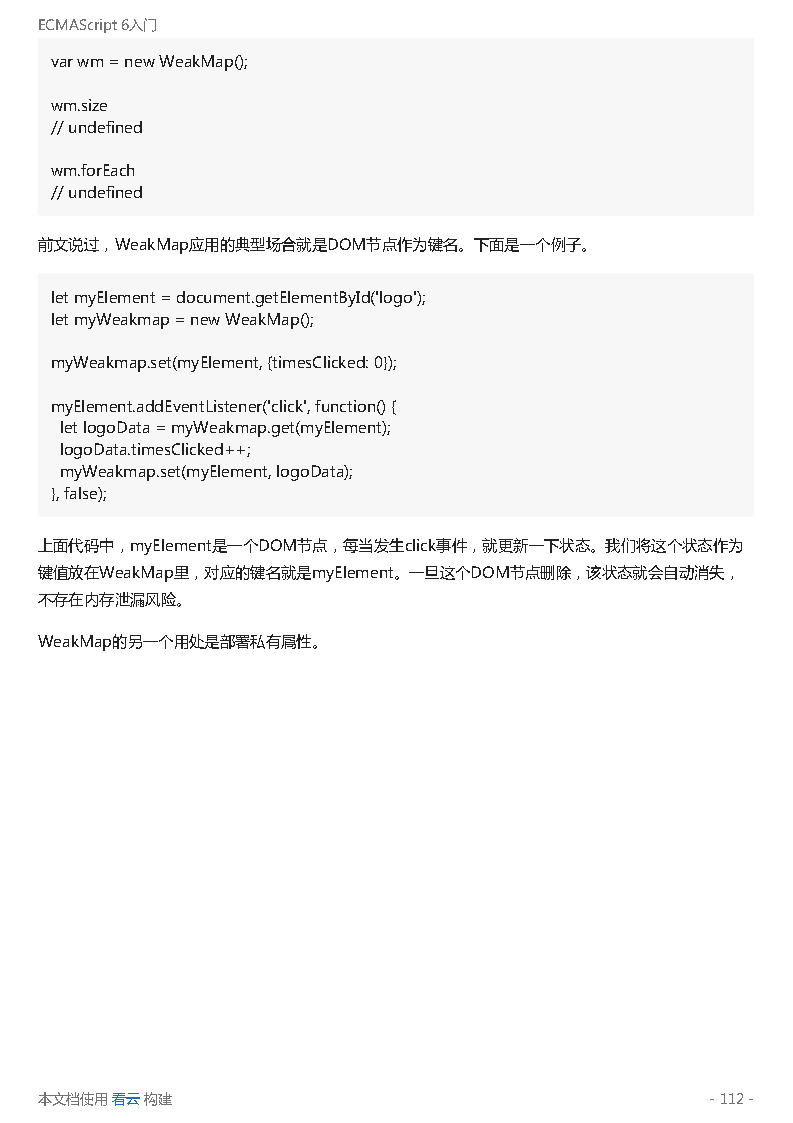 ECMAScript 6入门
var wm = new WeakMap();
wm.size
// undefined
wm.forEach
// undefined
前文说过，WeakMap应用的典型场合就是DOM节点作为键名。下面是一个例子。
let myElement = document.getElementById('logo');
let myWeakmap = new WeakMap();
myWeakmap.set(myElement, {timesClicked: 0});
myElement.addEventListener('click', function() {
  let logoData = myWeakmap.get(myElement);
  logoData.timesClicked++;
  myWeakmap.set(myElement, logoData);
}, false);
上面代码中，myElement是一个DOM节点，每当发生click事件，就更新一下状态。我们将这个状态作为
键值放在WeakMap里，对应的键名就是myElement。一旦这个DOM节点删除，该状态就会自动消失，
不存在内存泄漏风险。
WeakMap的另一个用处是部署私有属性。
本文档使用 看云 构建
- 112 -